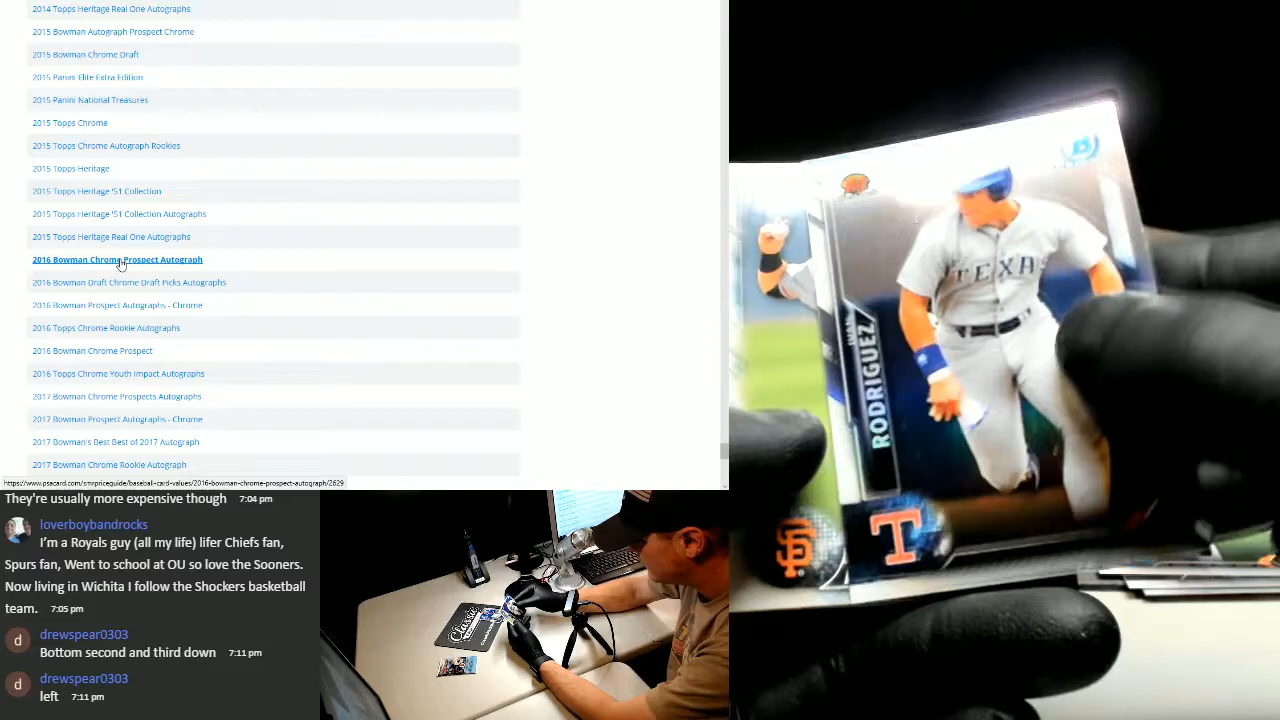 2014 Topps Heritage Real One Autographs
2015 Bowman Autograph Prospect Chrome
2015 Bowman Chrome Draft
2015 Panini Elite Extra Edition
2015 Panini National Treasures
2015 Topps Chrome
2015 Topps Chrome Autograph Rookies
2015 Topps Heritage
2015 Topps Heritage '51 Collection
2015 Topps Heritage '51 Collection Autographs
2015 Topps Heritage Real One Autographs
2016 Bowman Chrome Prospect Autograph
2016 Bowman Draft Chrome Draft Picks Autographs
2016 Bowman Prospect Autographs - Chrome
2016 Topps Chrome Rookie Autographs
2016 Bowman Chrome Prospect
2016 Topps Chrome Youth Impact Autographs
2017 Bowman Chrome Prospects Autographs
2017 Bowman Prospect Autographs - Chrome
2017 Bowman's Best Best of 2017 Autograph
2017 Bowman Chrome Rookie Autograph
https://www.psacard.com/smrpriceguide/baseball-card-values/2016-bowman-chrome-prospect-autograph/2629
They're usually more expensive though 7:04 pm
loverboybandrocks
I'm a Royals guy (all my life) lifer Chiefs fan,
Spurs fan, Went to school at OU so love the Sooners.
Now living in Wichita I follow the Shockers basketball
team. 7:05 pm
d drewspear0303
Bottom second and third down 7:11 pm
d drewspear0303
left 7:11 pm
TEXAS
RODRIGUEZ
SF
T
Classic